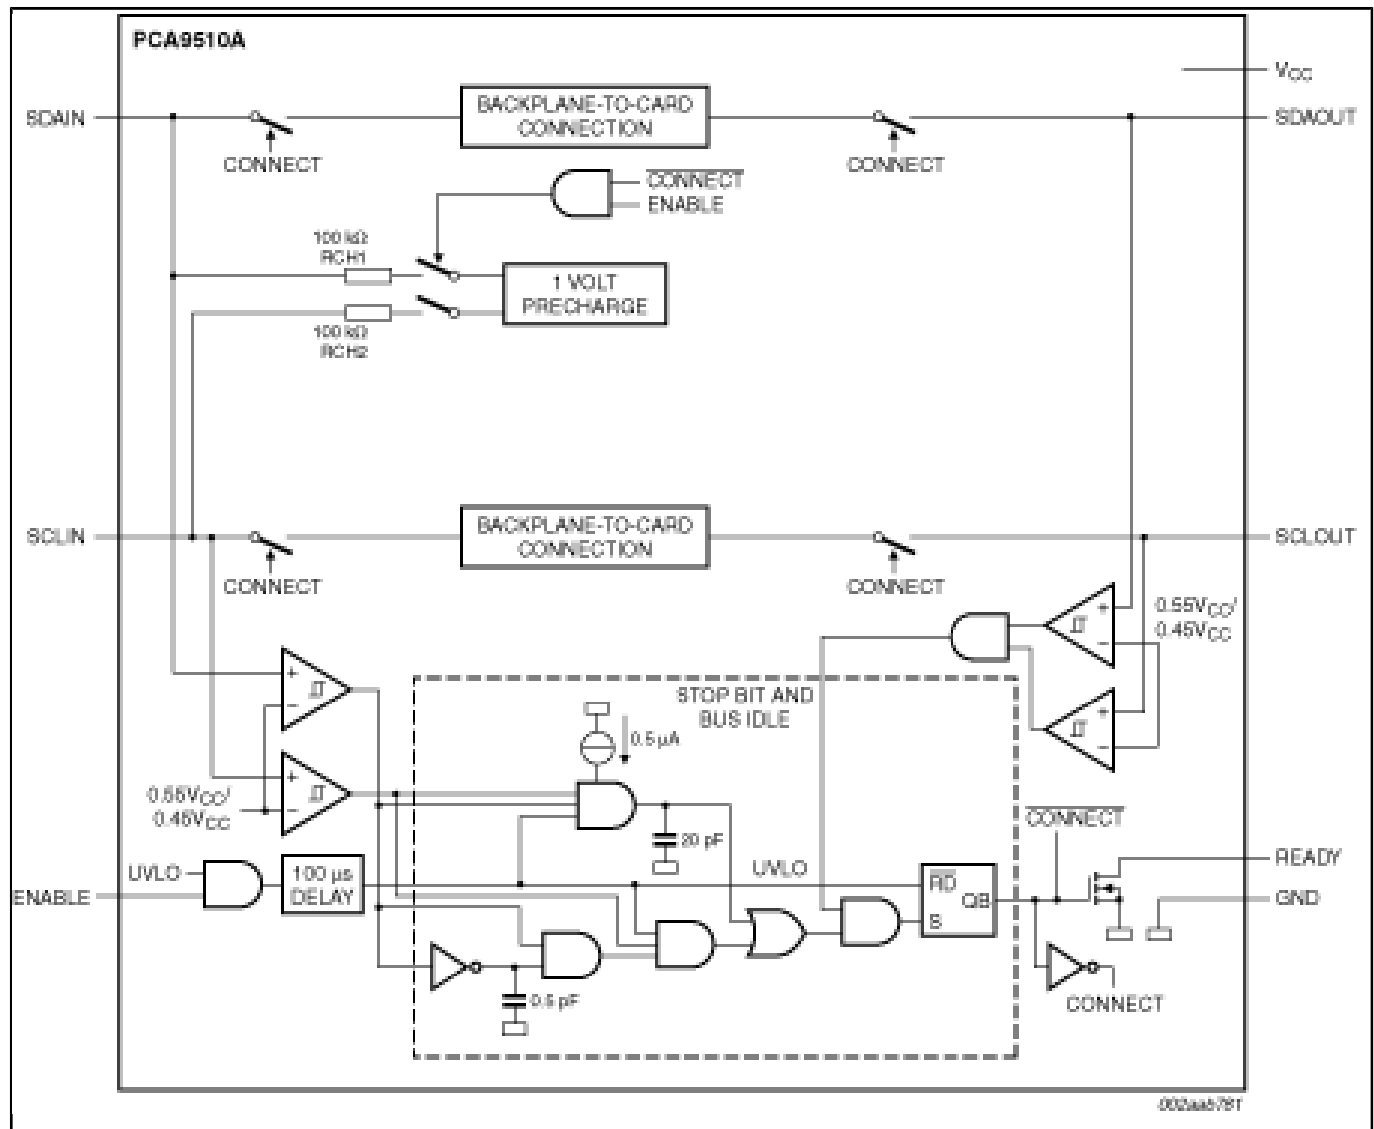 PCA9510A
VCC
SDAIN
BACKPLANE-TO-CARD
CONNECTION
SDAOUT
CONNECT
CONNECT
CONNECT
ENABLE
100 kΩ
RCH1
1 VOLT
PRECHARGE
100 kΩ
RCH2
SCLIN
BACKPLANE-TO-CARD
CONNECTION
SCLOUT
CONNECT
CONNECT
+
-
0.55VCC/
0.45VCC
STOP BIT AND
BUS IDLE
+
-
0.5 µA
+
-
+
-
0.55VCC/
0.45VCC
20 pF
CONNECT
UVLO
100 µs
DELAY
UVLO
READY
ENABLE
RD
QB
S
GND
0.5 pF
CONNECT
002aab781